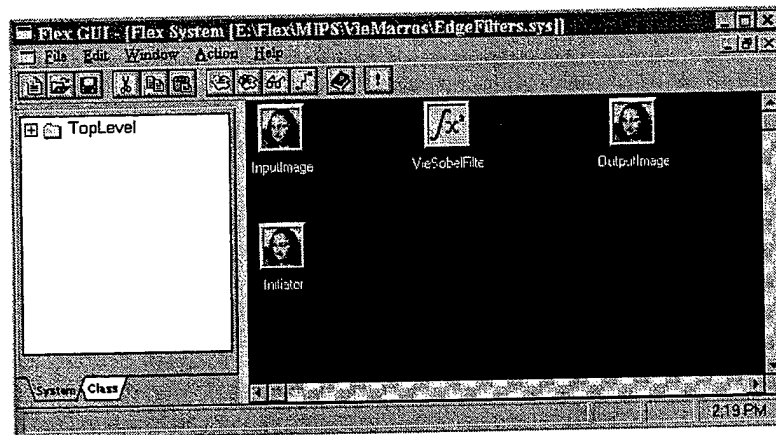 Flex GUI - [Flex System [E:\Flex\MIPS\VieMacros\EdgeFilters.sys]]
File Edit Window Action Help
TopLevel
InputImage VieSobelFilte OutputImage
Initiator
System Class
2:19 PM